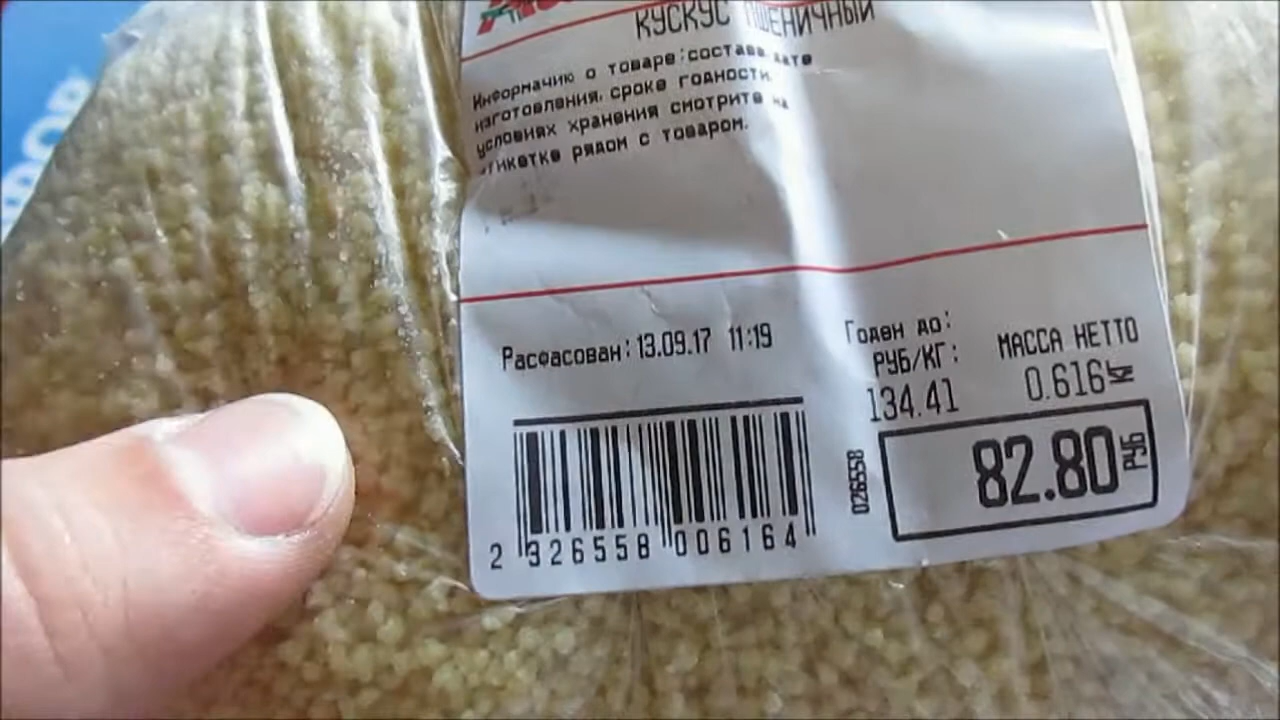 КУСКУС ПШЕНИЧНЫЙ
Информацию о товаре:составе дате
изготовления, сроке годности,
условиях хранения смотрите на
этикетке рядом с товаром.
Расфасован: 13.09.17 11:19
Годен до:
РУБ/КГ: МАССА НЕТТО
134.41 0.616 КГ
82.80 РУБ
026558
2 326558 006164